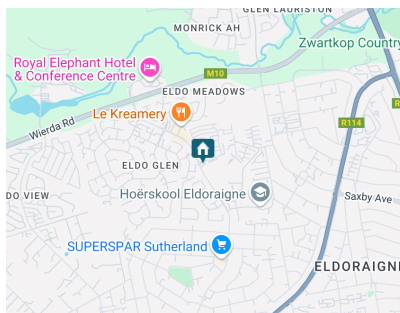 GLEN LAURISTON
MONRICK AH
Zwartkop Country
Royal Elephant Hotel
& Conference Centre
M10
ELDO MEADOWS
Le Kreamery
R114
Wierda Rd
ELDO GLEN
DO VIEW
Hoërskool Eldoraigne
Saxby Ave
SUPERSPAR Sutherland
ELDORAIGNE